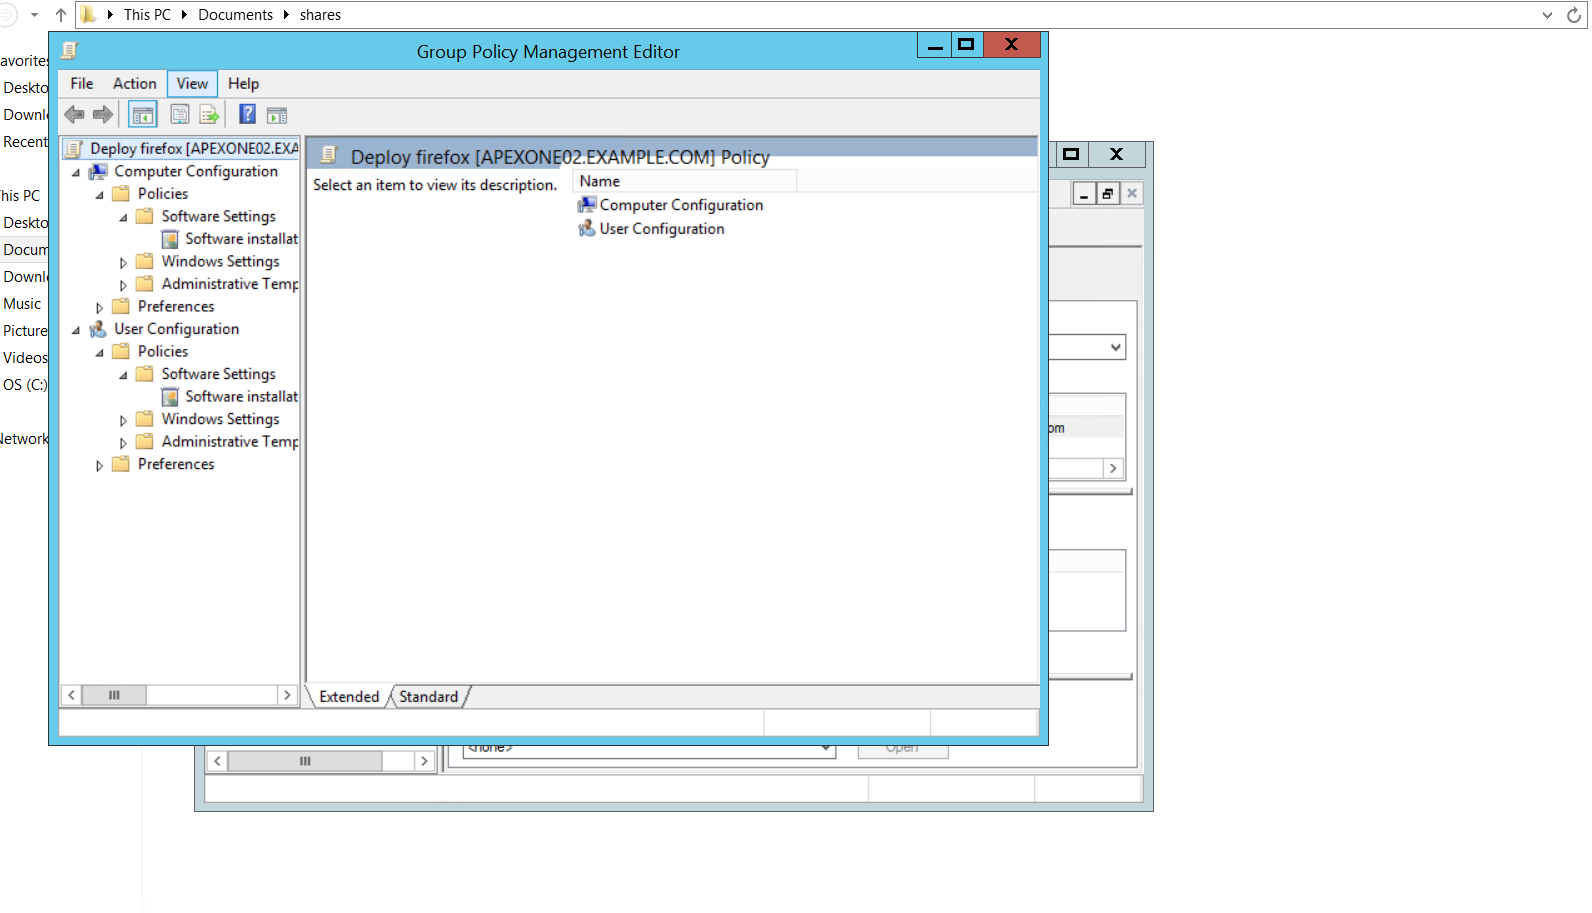 This PC
Documents
shares
Group Policy Management Editor
File
Action
View
Help
avorites
Deskto
Downl
Recent
his PC
Deskto
Docum
Downl
Music
Picture
Videos
OS (C:)
Network
Deploy firefox [APEXONE02.EXA
Computer Configuration
Policies
Software Settings
Software installat
Windows Settings
Administrative Temp
Preferences
User Configuration
Policies
Software Settings
Software installat
Windows Settings
Administrative Temp
Preferences
Deploy firefox [APEXONE02.EXAMPLE.COM] Policy
Select an item to view its description.
Name
Computer Configuration
User Configuration
Extended
Standard
om
<none>
Open